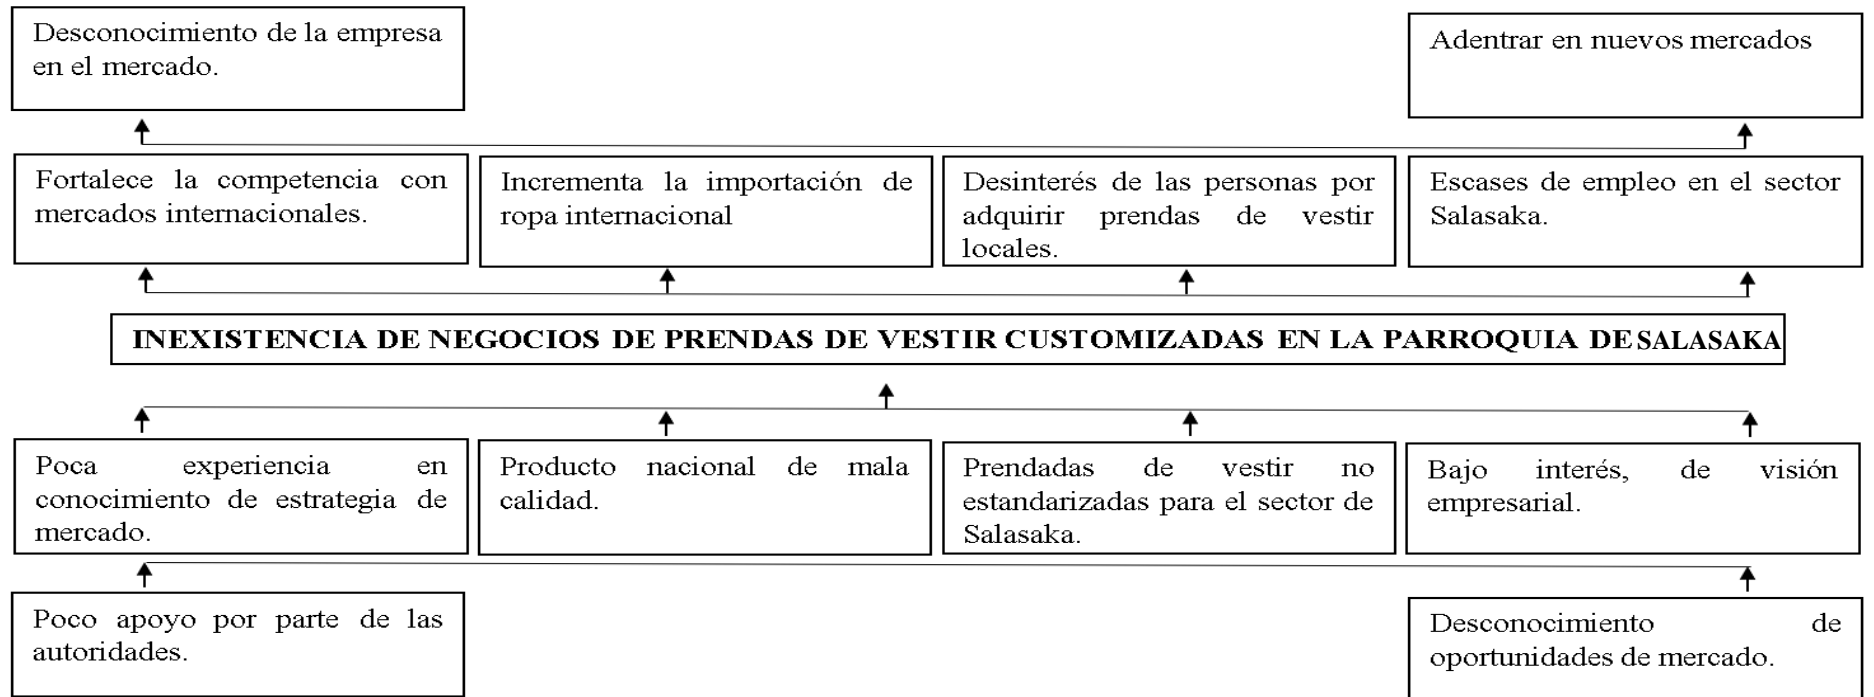 Desconocimiento de la empresa
en el mercado.
Adentrar en nuevos mercados
Fortalece la competencia con
mercados internacionales.
Incrementa la importación de
ropa internacional
Desinterés de las personas por
adquirir prendas de vestir
locales.
Escases de empleo en el sector
Salasaka.
INEXISTENCIA DE NEGOCIOS DE PRENDAS DE VESTIR CUSTOMIZADAS EN LA PARROQUIA DE SALASAKA
Poca experiencia en
conocimiento de estrategia de
mercado.
Producto nacional de mala
calidad.
Prendadas de vestir no
estandarizadas para el sector de
Salasaka.
Bajo interés, de visión
empresarial.
Poco apoyo por parte de las
autoridades.
Desconocimiento de
oportunidades de mercado.